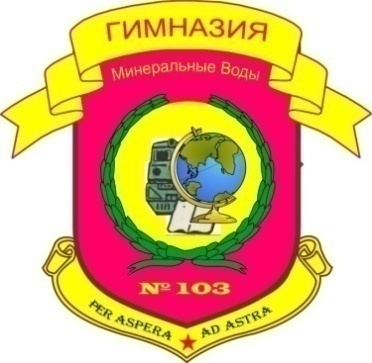 ГИМНАЗИЯ
Минеральные Воды
№ 103
PER ASPERA AD ASTRA